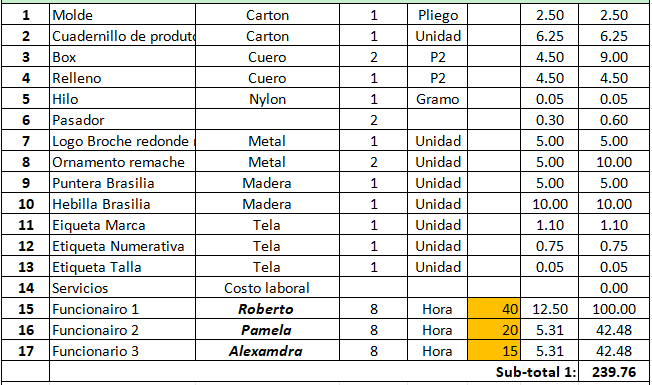 1 Molde Carton 1 Pliego 2.50 2.50
2 Cuadernillo de producto Carton 1 Unidad 6.25 6.25
3 Box Cuero 2 P2 4.50 9.00
4 Relleno Cuero 1 P2 4.50 4.50
5 Hilo Nylon 1 Gramo 0.05 0.05
6 Pasador 2 0.30 0.60
7 Logo Broche redonde Metal 1 Unidad 5.00 5.00
8 Ornamento remache Metal 2 Unidad 5.00 10.00
9 Puntera Brasilia Madera 1 Unidad 5.00 5.00
10 Hebilla Brasilia Madera 1 Unidad 10.00 10.00
11 Eiqueta Marca Tela 1 Unidad 1.10 1.10
12 Etiqueta Numerativa Tela 1 Unidad 0.75 0.75
13 Etiqueta Talla Tela 1 Unidad 0.05 0.05
14 Servicios Costo laboral 0.00
15 Funcionairo 1 Roberto 8 Hora 40 12.50 100.00
16 Funcionairo 2 Pamela 8 Hora 20 5.31 42.48
17 Funcionario 3 Alexamdra 8 Hora 15 5.31 42.48
Sub-total 1: 239.76